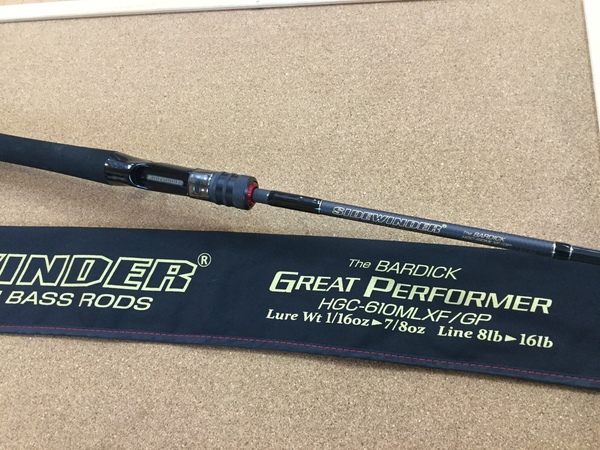 SIDEWINDER®
The BARDICK
INDER®
BASS RODS
The BARDICK
GREAT PERFORMER
HGC-610MLXF/GP
Lure Wt 1/16oz►7/8oz Line 8lb►16lb